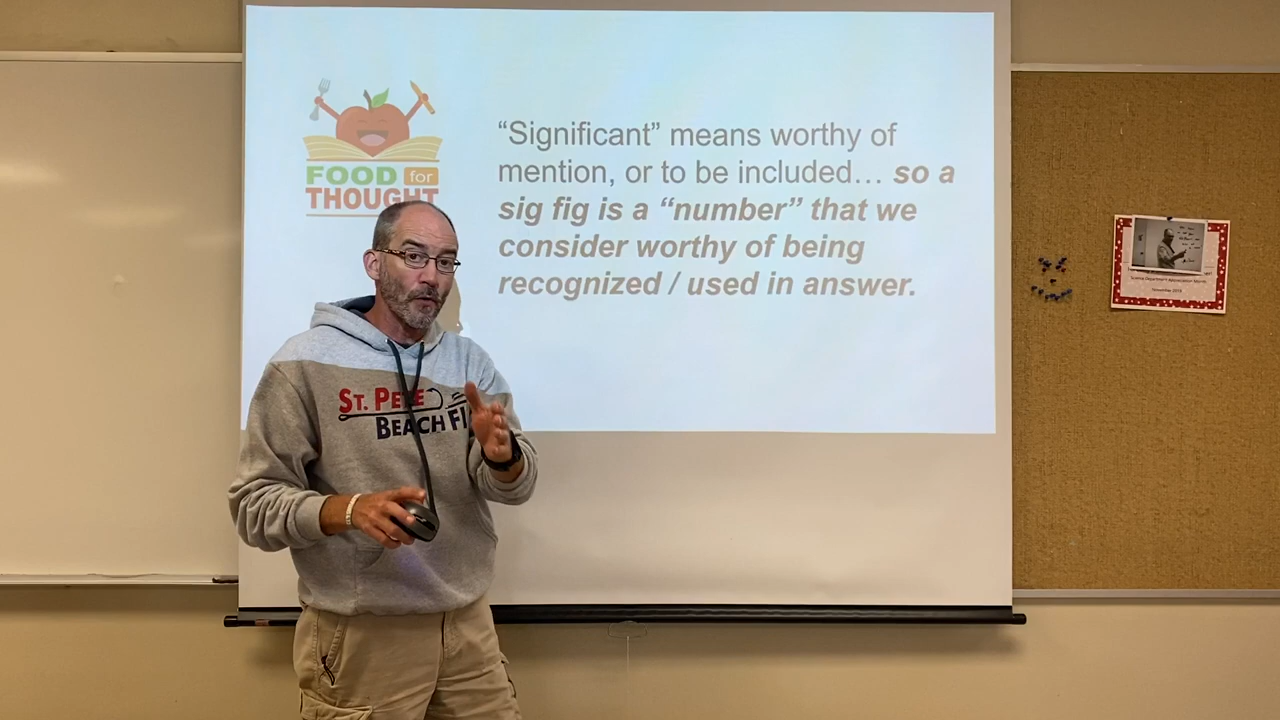 FOOD for
THOUGHT
“Significant” means worthy of
mention, or to be included… so a
sig fig is a “number” that we
consider worthy of being
recognized / used in answer.
ST. PETE
BEACH
November